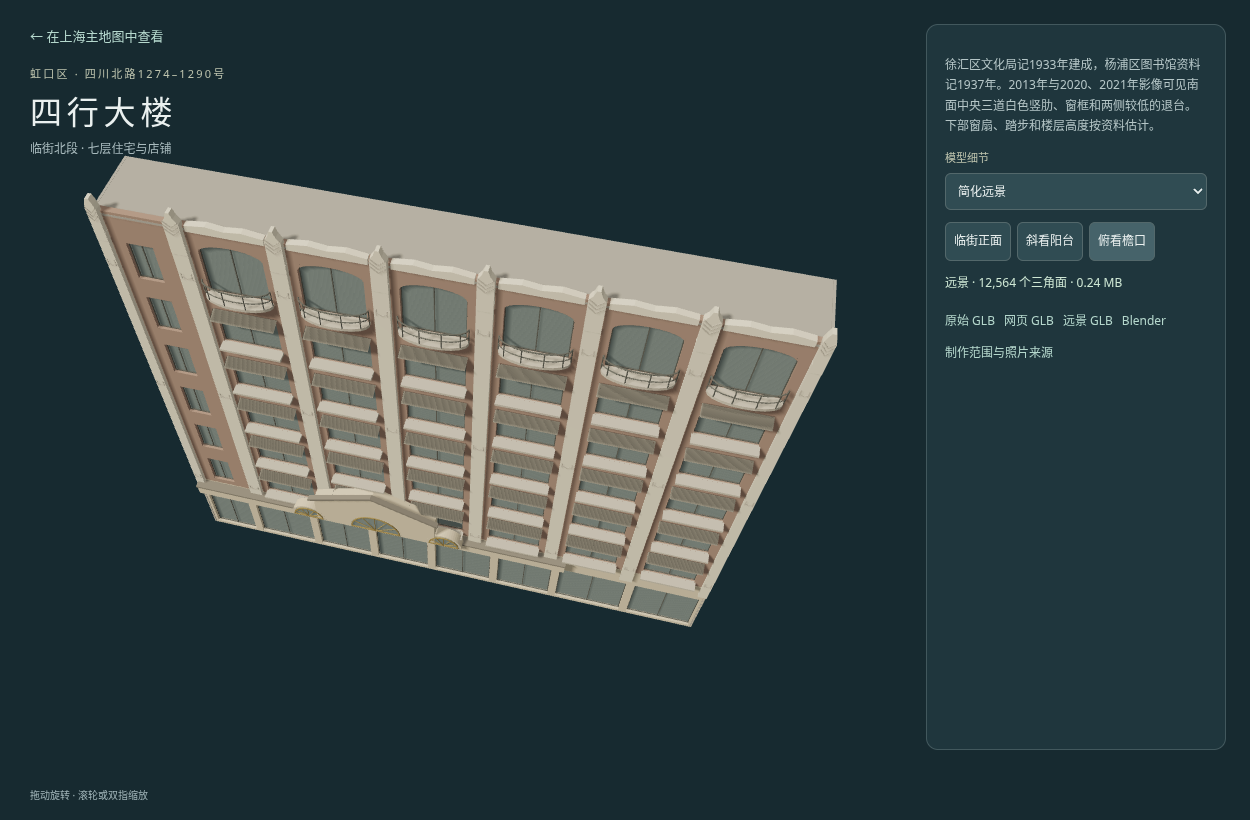 ← 在上海主地图中查看
虹口区 · 四川北路1274–1290号
四行大楼
临街北段 · 七层住宅与店铺
徐汇区文化局记1933年建成，杨浦区图书馆资料
记1937年。2013年与2020、2021年影像可见南
面中央三道白色竖肋、窗框和两侧较低的退台。
下部窗扇、踏步和楼层高度按资料估计。
模型细节
简化远景
临街正面 斜看阳台 俯看檐口
远景 · 12,564 个三角面 · 0.24 MB
原始 GLB 网页 GLB 远景 GLB Blender
制作范围与照片来源
拖动旋转 · 滚轮或双指缩放